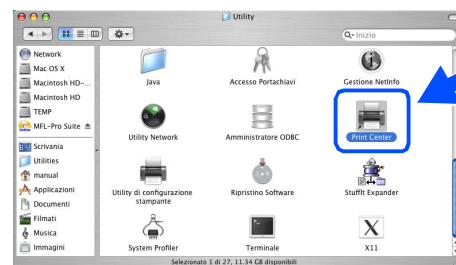 Utility
Q- Inizio
Network
Mac OS X
Macintosh HD-...
Macintosh HD
TEMP
MFL-Pro Suite
Scrivania
Utilities
manual
Applicazioni
Documenti
Filmati
Musica
Immagini
Java
Accesso Portachiavi
Gestione NetInfo
Utility Network
Amministratore ODBC
Print Center
Utility di configurazione
stampante
Ripristino Software
StuffIt Expander
System Profiler
Terminale
X11
Selezionato 1 di 27, 11.34 GB disponibili